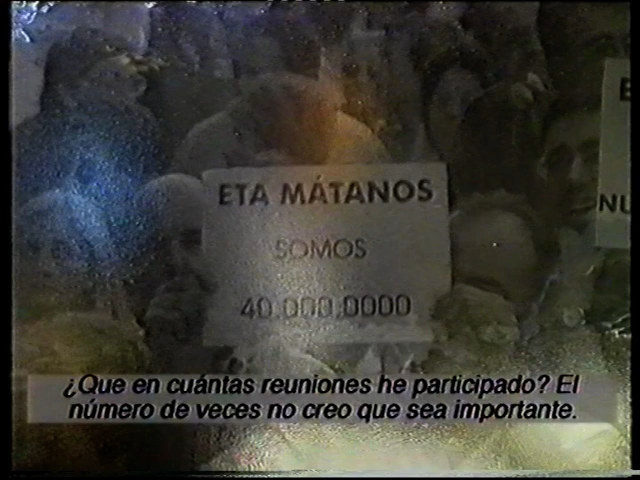 ETA MÁTANOS
SOMOS
40.000.0000
E
NU
¿Que en cuántas reuniones he participado? El
número de veces no creo que sea importante.